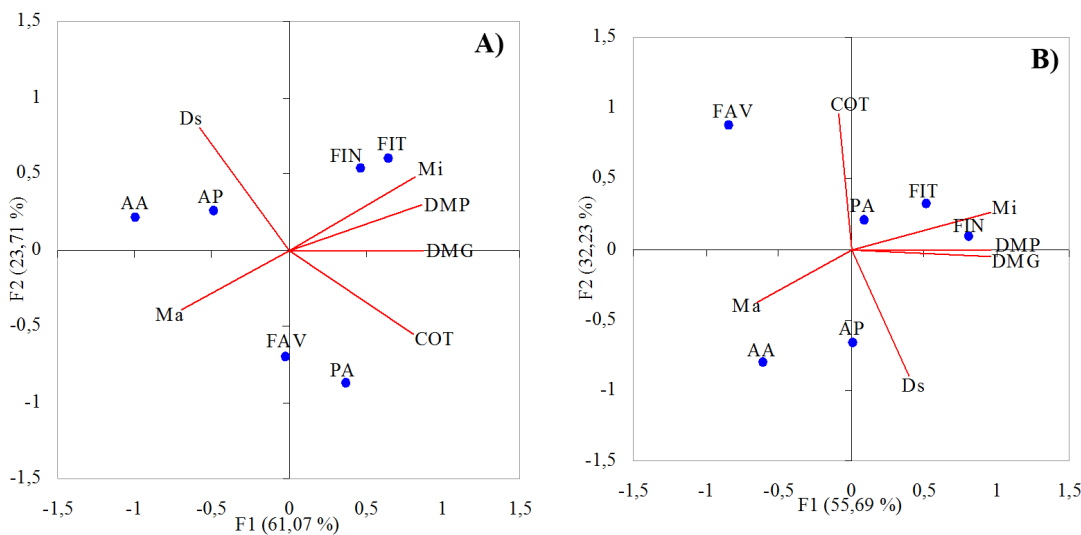 A)
1,5
1
0,5
0
-0,5
-1
-1,5
F2 (23,71 %)
Ds
FIN
FIT
Mi
AA
AP
DMP
DMG
Ma
COT
FAV
PA
-1,5
-1
-0,5
0
0,5
1
1,5
F1 (61,07 %)
B)
1,5
1
0,5
0
-0,5
-1
-1,5
F2 (32,23 %)
FAV
COT
PA
FIT
Mi
FIN
DMP
DMG
Ma
AP
AA
Ds
-1,5
-1
-0,5
0
0,5
1
1,5
F1 (55,69 %)